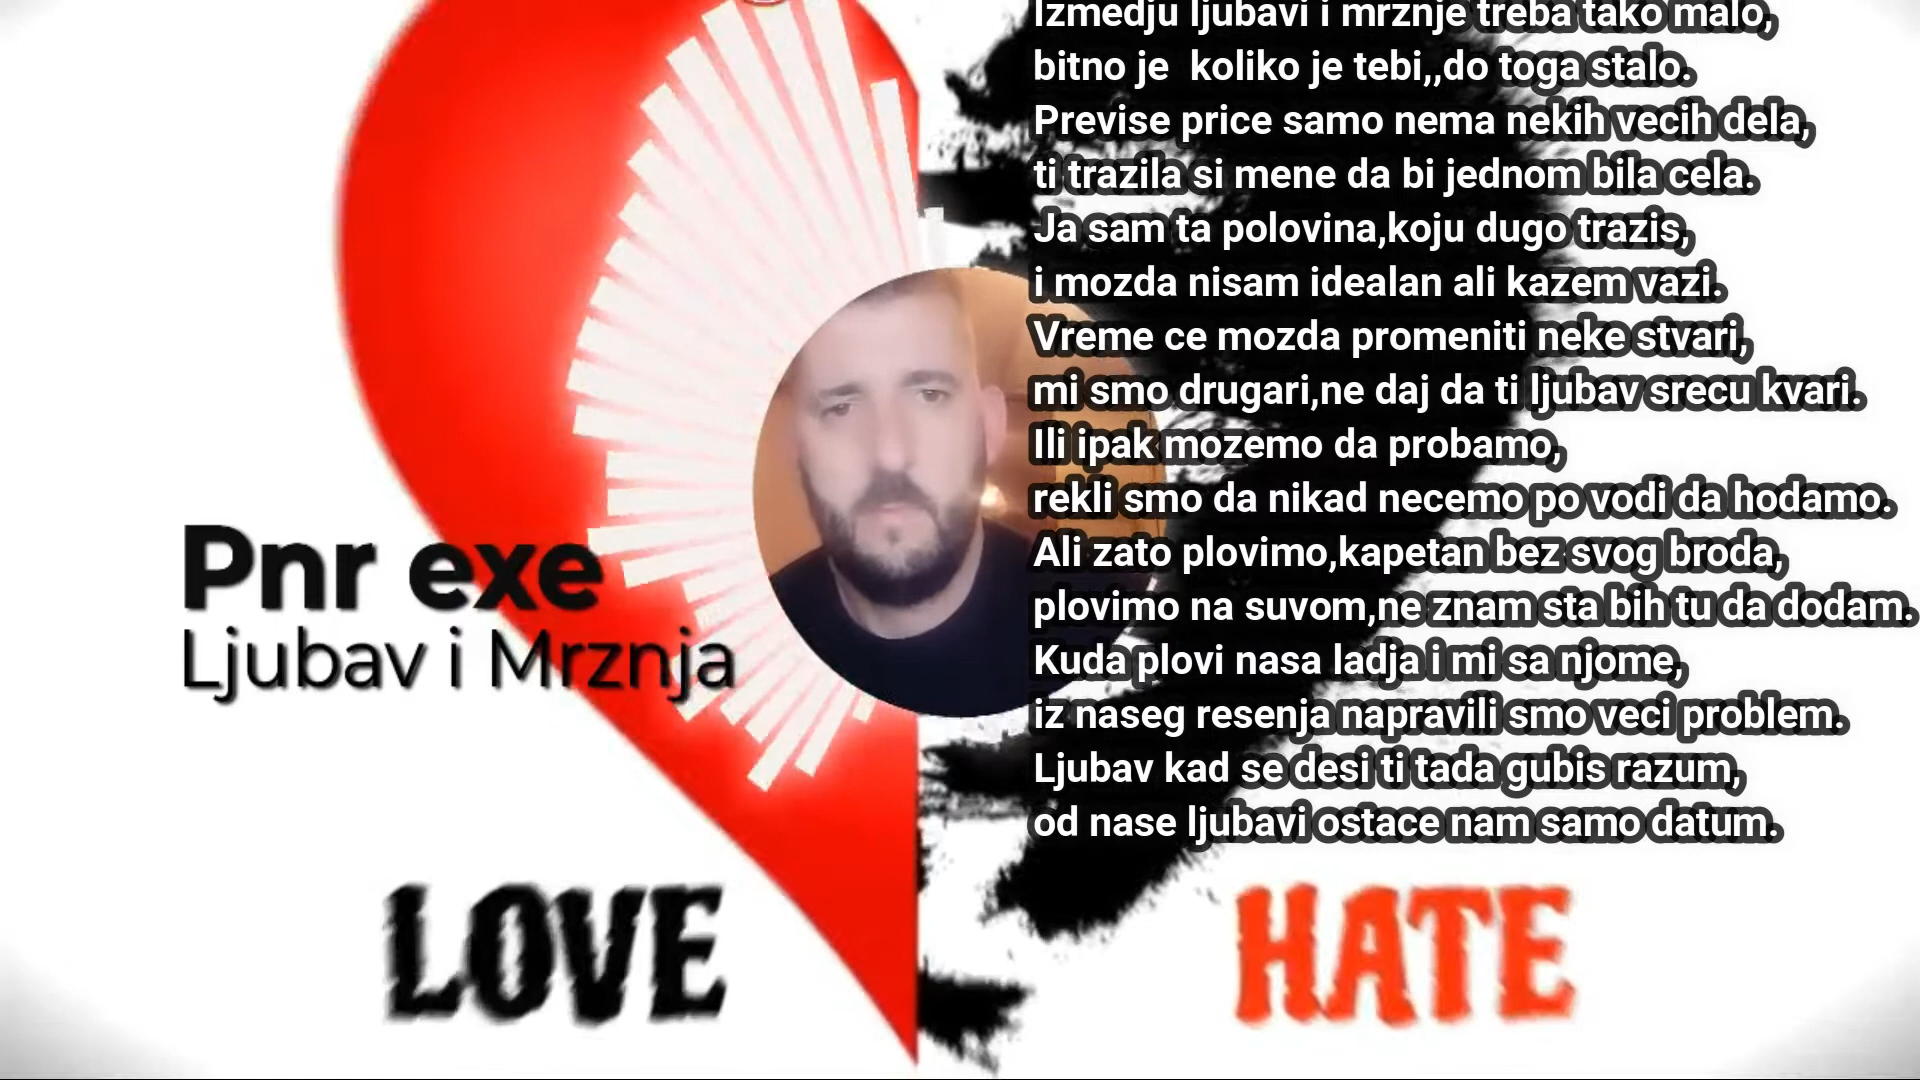 Izmedju ljubavi i mrznje treba tako malo,
bitno je  koliko je tebi,,do toga stalo.
Previse price samo nema nekih vecih dela,
ti trazila si mene da bi jednom bila cela.
Ja sam ta polovina,koju dugo trazis,
i mozda nisam idealan ali kazem vazi.
Vreme ce mozda promeniti neke stvari,
mi smo drugari,ne daj da ti ljubav srecu kvari.
Ili ipak mozemo da probamo,
rekli smo da nikad necemo po vodi da hodamo.
Ali zato plovimo,kapetan bez svog broda,
plovimo na suvom,ne znam sta bih tu da dodam.
Kuda plovi nasa ladja i mi sa njome,
iz naseg resenja napravili smo veci problem.
Ljubav kad se desi ti tada gubis razum,
od nase ljubavi ostace nam samo datum.
Pnr exe
Ljubav i Mrznja
LOVE
HATE